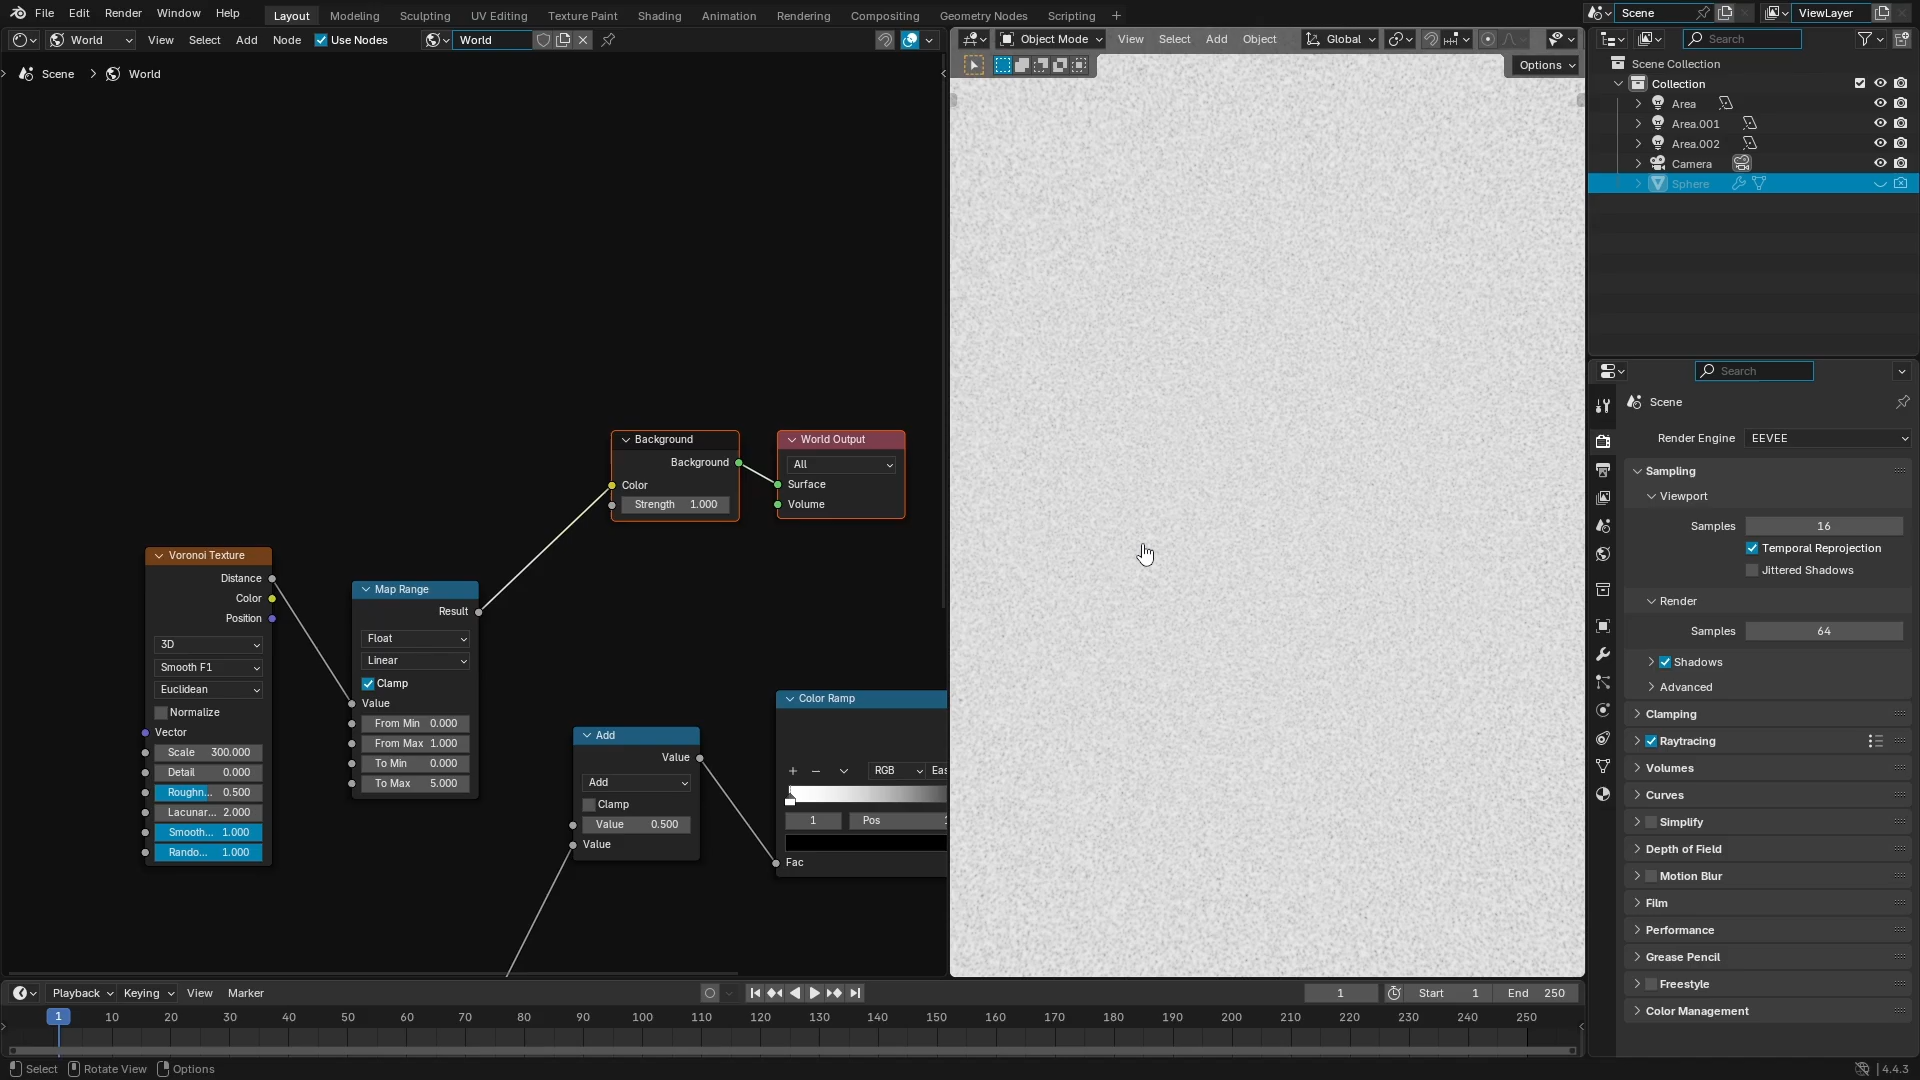 File Edit Render Window Help Layout Modeling Sculpting UV Editing Texture Paint Shading Animation Rendering Compositing Geometry Nodes Scripting Scene ViewLayer
World View Select Add Node Use Nodes World
Object Mode View Select Add Object Global
Search
Scene World
Options
Scene Collection
Collection
Area
Area.001
Area.002
Camera
Sphere
Background
Background
Color
Strength 1.000
World Output
All
Surface
Volume
Voronoi Texture
Distance
Color
Position
3D
Smooth F1
Euclidean
Normalize
Vector
Scale 300.000
Detail 0.000
Roughn... 0.500
Lacunar... 2.000
Smooth... 1.000
Rando... 1.000
Map Range
Result
Float
Linear
Clamp
Value
From Min 0.000
From Max 1.000
To Min 0.000
To Max 5.000
Add
Value
Add
Clamp
Value 0.500
Value
Color Ramp
RGB Eas
1 Pos 1
Fac
Search
Scene
Render Engine EEVEE
Sampling
Viewport
Samples 16
Temporal Reprojection
Jittered Shadows
Render
Samples 64
Shadows
Advanced
Clamping
Raytracing
Volumes
Curves
Simplify
Depth of Field
Motion Blur
Film
Performance
Grease Pencil
Freestyle
Color Management
Playback Keying View Marker 1 Start 1 End 250
1 10 20 30 40 50 60 70 80 90 100 110 120 130 140 150 160 170 180 190 200 210 220 230 240 250
Select Rotate View Options 4.4.3